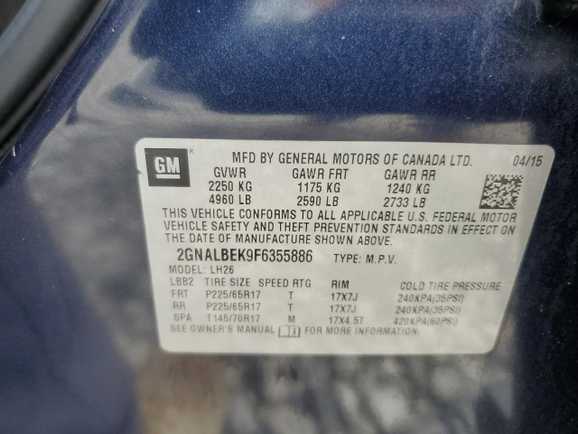 GM
MFD BY GENERAL MOTORS OF CANADA LTD. 04/15
GVWR GAWR FRT GAWR RR
2250 KG 1175 KG 1240 KG
4960 LB 2590 LB 2733 LB
THIS VEHICLE CONFORMS TO ALL APPLICABLE U.S. FEDERAL MOTOR
VEHICLE SAFETY AND THEFT PREVENTION STANDARDS IN EFFECT ON
THE DATE OF MANUFACTURE SHOWN ABOVE.
2GNALBEK9F6355886 TYPE: M.P.V.
MODEL: LH26
LBB2 TIRE SIZE SPEED RTG RIM COLD TIRE PRESSURE
FRT P225/65R17 T 17X7J 240KPA(35PSI)
RR P225/65R17 T 17X7J 240KPA(35PSI)
SPA T145/70R17 M 17X4.5T 420KPA(60PSI)
SEE OWNER'S MANUAL FOR MORE INFORMATION.